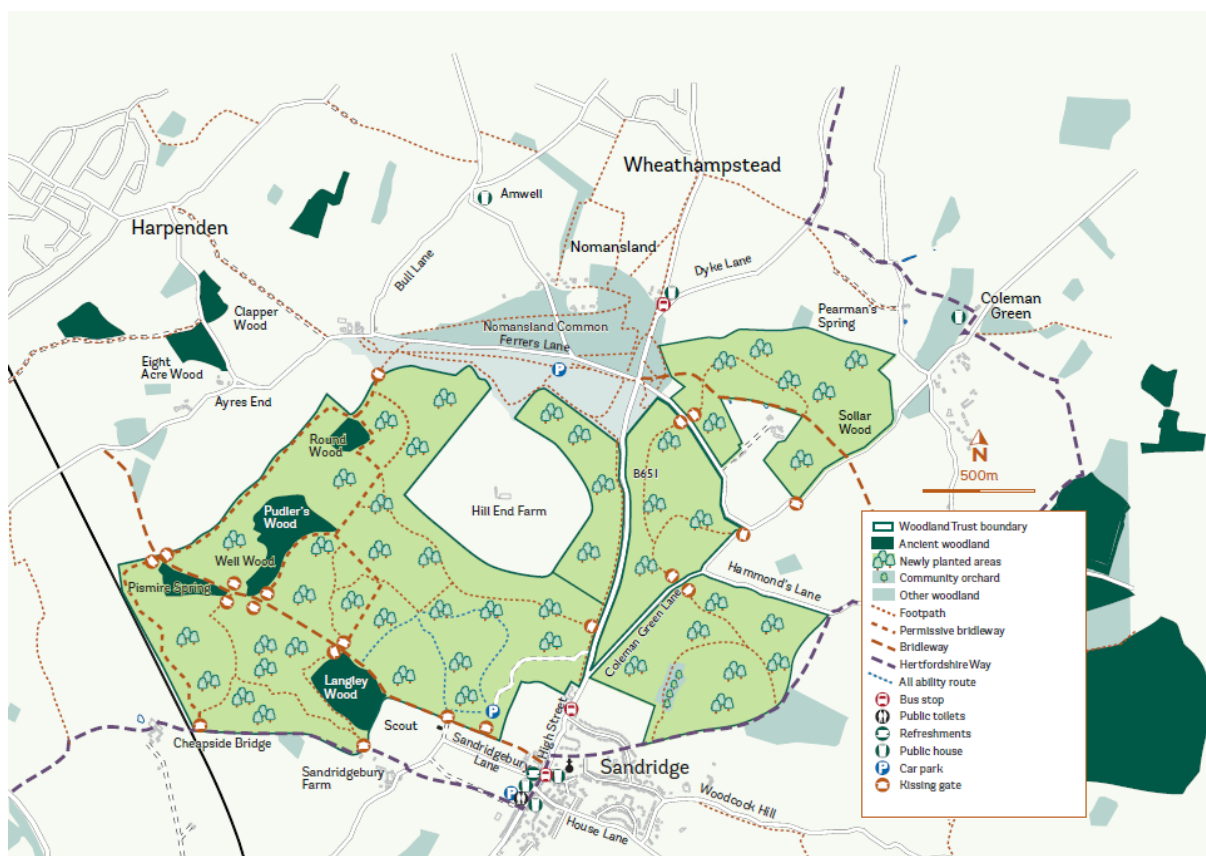 Wheathampstead
Amwell
Harpenden
Nomansland
Bull Lane
Dyke Lane
Clapper
Wood
Pearman's
Spring
Coleman
Green
Nomansland Common
Ferrers Lane
P
Eight
Acre Wood
Ayres End
Round
Wood
Sollar
Wood
N
500m
B651
Hill End Farm
Pudler's
Wood
Well Wood
Pismire Spring
Hammond's Lane
Coleman Green Lane
Langley
Wood
P
Scout
High Street
Cheapside Bridge
Sandridgebury
Lane
Sandridgebury
Farm
Sandridge
P
Woodcock Hill
House Lane
Woodland Trust boundary
Ancient woodland
Newly planted areas
Community orchard
Other woodland
Footpath
Permissive bridleway
Bridleway
Hertfordshire Way
All ability route
Bus stop
Public toilets
Refreshments
Public house
P Car park
Kissing gate